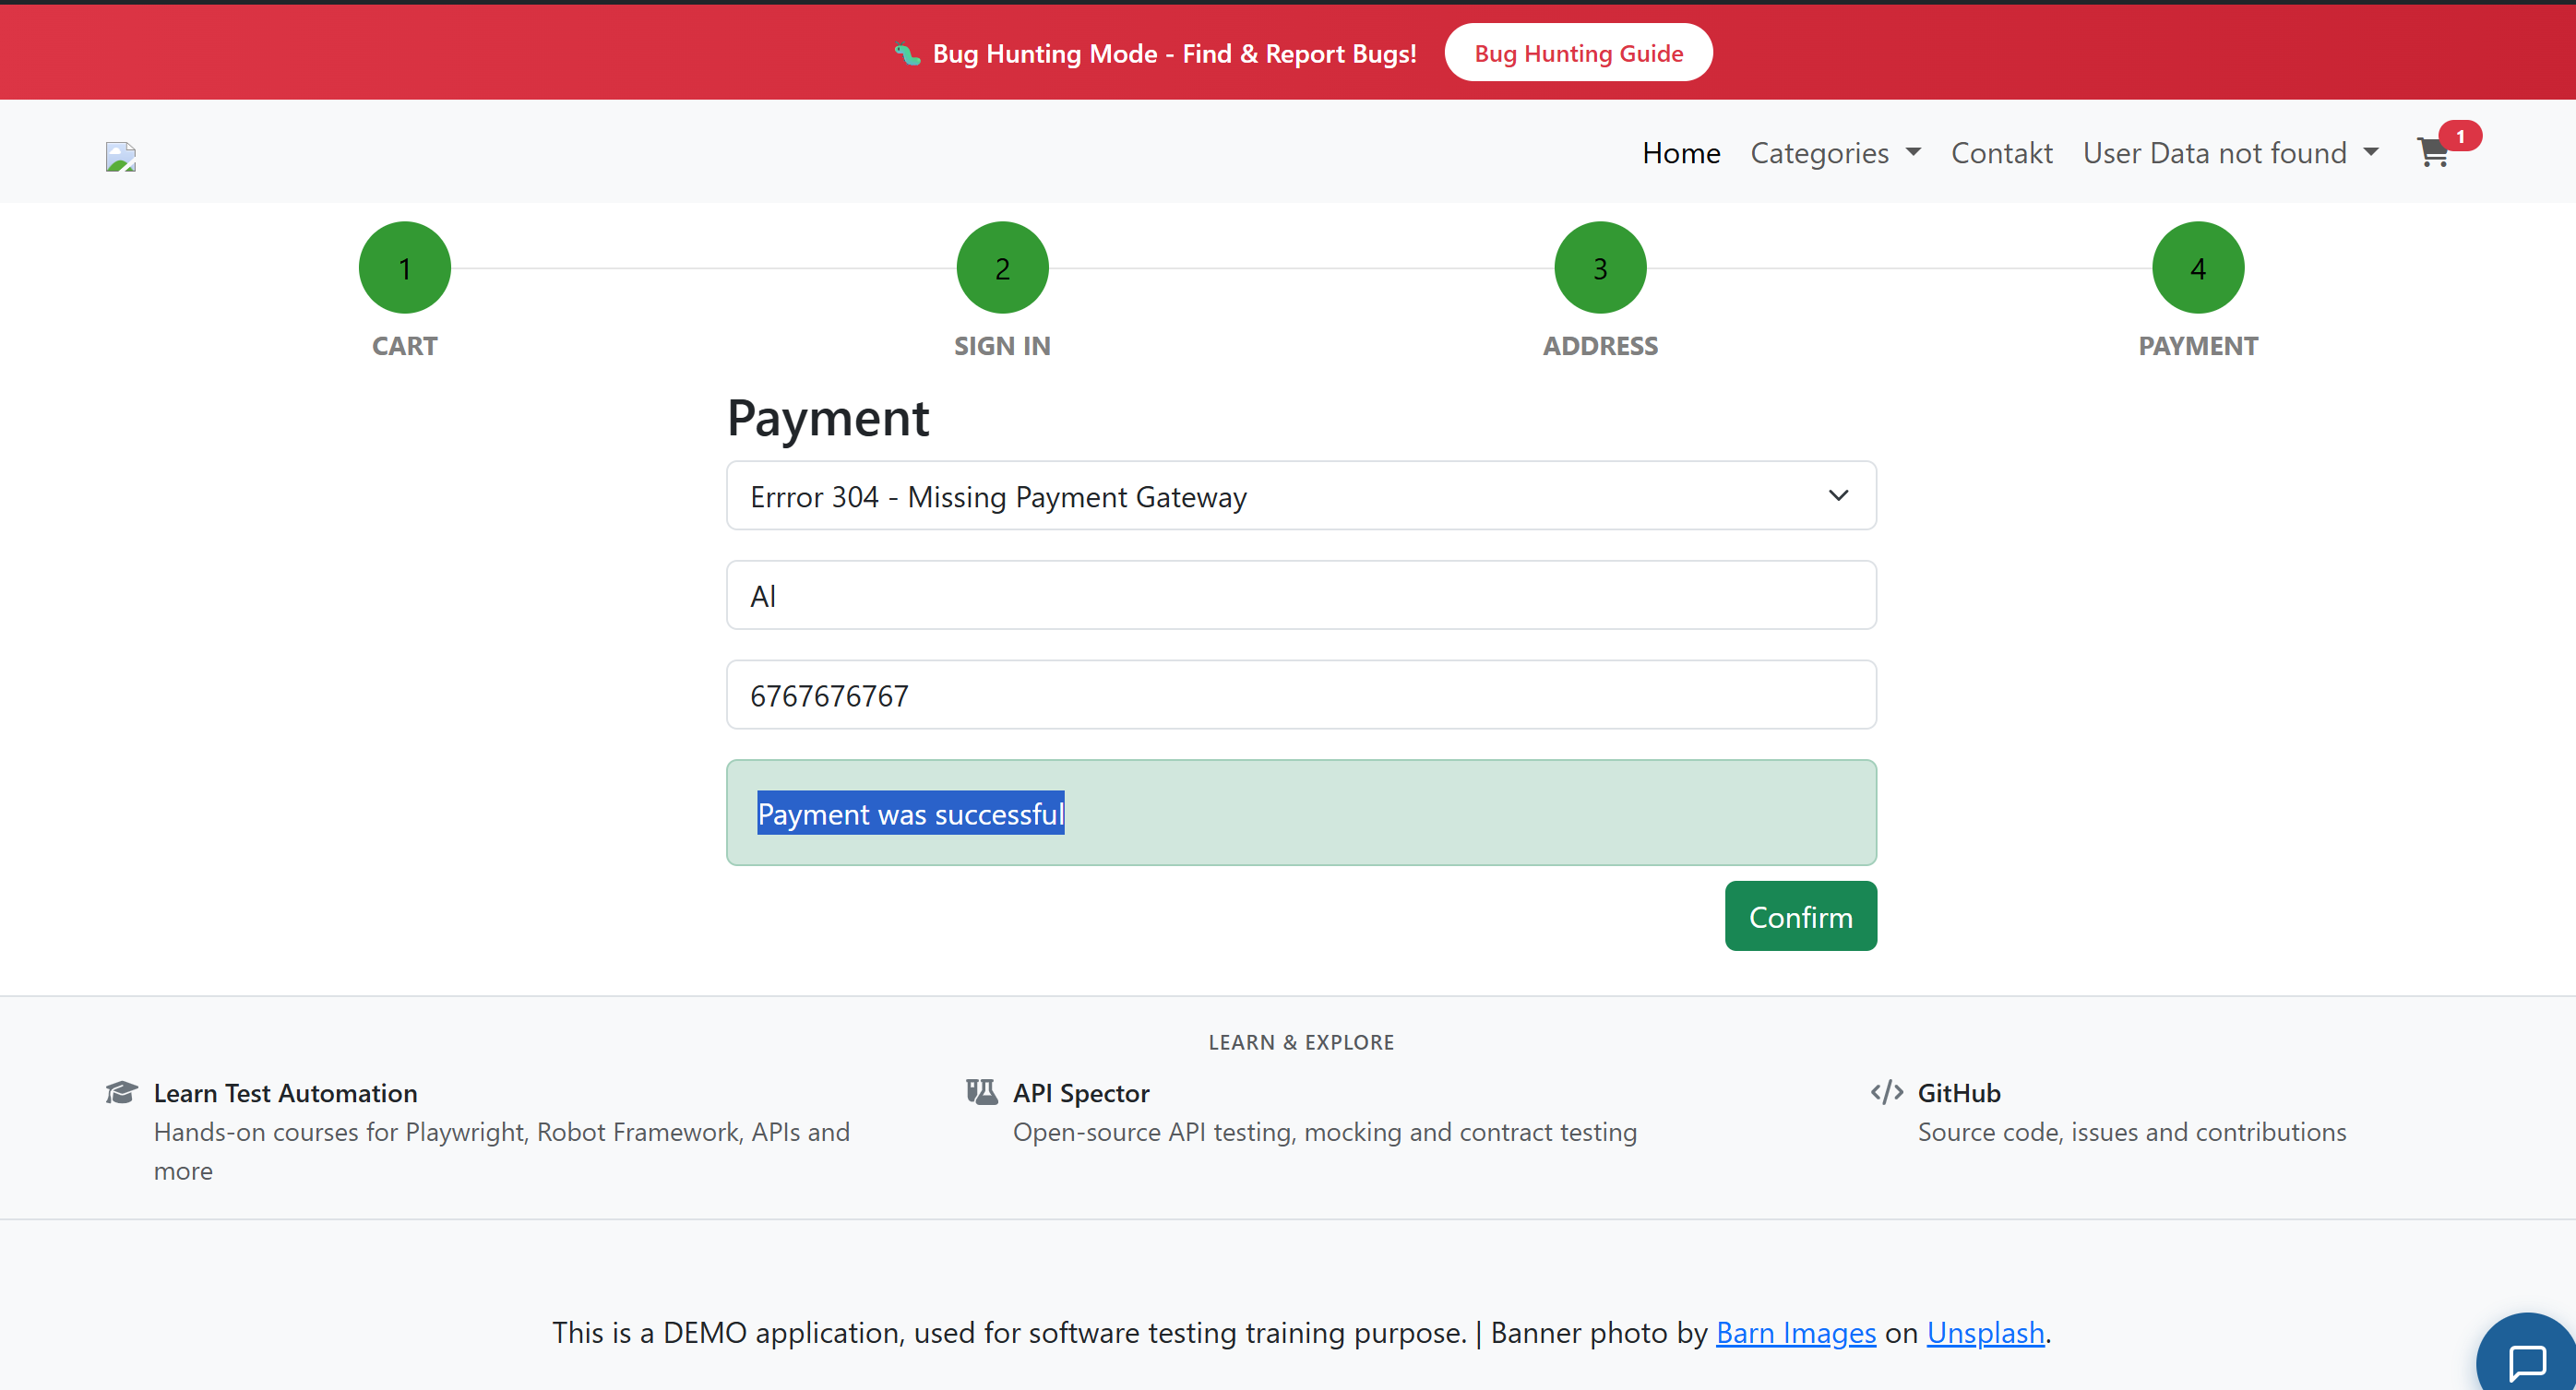 Bug Hunting Mode - Find & Report Bugs!
Bug Hunting Guide
Home
Categories
Contakt
User Data not found
1
1
2
3
4
CART
SIGN IN
ADDRESS
PAYMENT
Payment
Errror 304 - Missing Payment Gateway
Al
6767676767
Payment was successful
Confirm
LEARN & EXPLORE
Learn Test Automation
Hands-on courses for Playwright, Robot Framework, APIs and
more
API Spector
Open-source API testing, mocking and contract testing
GitHub
Source code, issues and contributions
This is a DEMO application, used for software testing training purpose. | Banner photo by Barn Images on Unsplash.